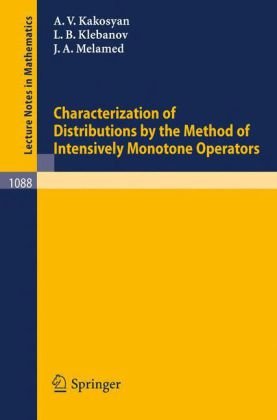 A. V. Kakosyan
L. B. Klebanov
J. A. Melamed
Lecture Notes in Mathematics
1088
Characterization of
Distributions by the Method of
Intensively Monotone Operators
Springer